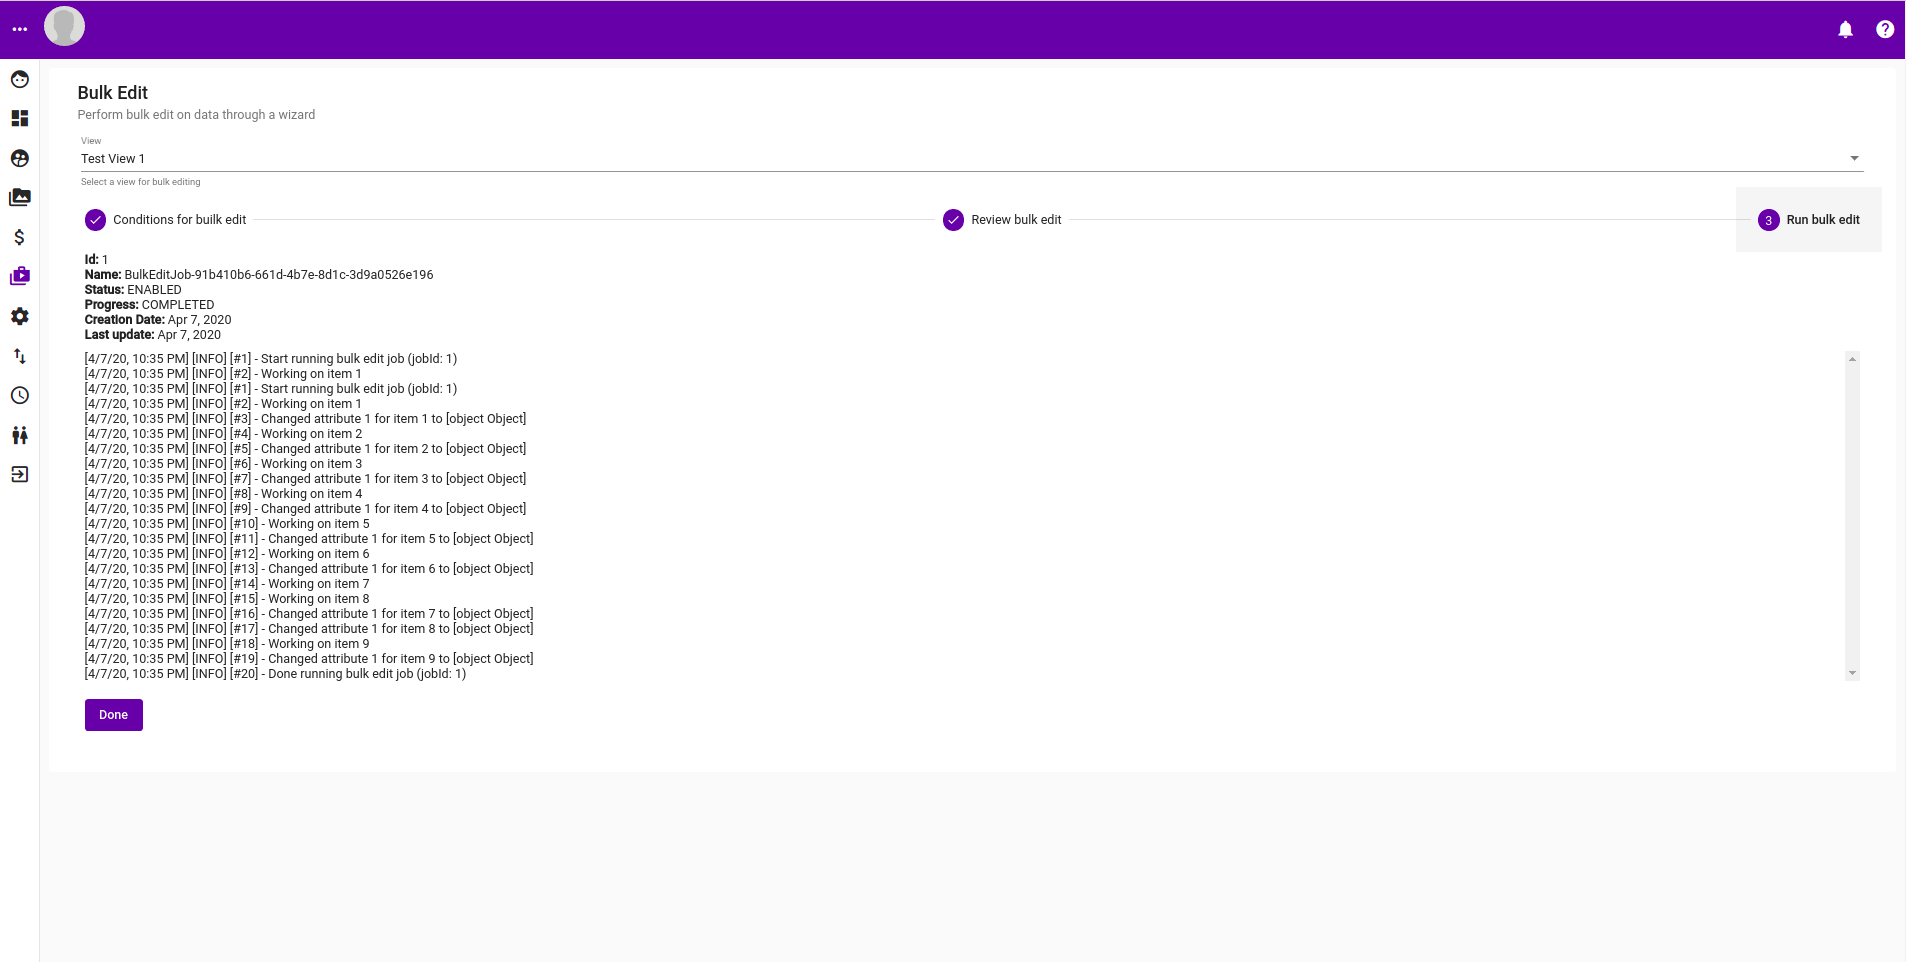 Bulk Edit
Perform bulk edit on data through a wizard
View
Test View 1
Select a view for bulk editing
Conditions for builk edit
Review bulk edit
3 Run bulk edit
Id: 1
Name: BulkEditJob-91b410b6-661d-4b7e-8d1c-3d9a0526e196
Status: ENABLED
Progress: COMPLETED
Creation Date: Apr 7, 2020
Last update: Apr 7, 2020
[4/7/20, 10:35 PM] [INFO] [#1] - Start running bulk edit job (jobId: 1)
[4/7/20, 10:35 PM] [INFO] [#2] - Working on item 1
[4/7/20, 10:35 PM] [INFO] [#1] - Start running bulk edit job (jobId: 1)
[4/7/20, 10:35 PM] [INFO] [#2] - Working on item 1
[4/7/20, 10:35 PM] [INFO] [#3] - Changed attribute 1 for item 1 to [object Object]
[4/7/20, 10:35 PM] [INFO] [#4] - Working on item 2
[4/7/20, 10:35 PM] [INFO] [#5] - Changed attribute 1 for item 2 to [object Object]
[4/7/20, 10:35 PM] [INFO] [#6] - Working on item 3
[4/7/20, 10:35 PM] [INFO] [#7] - Changed attribute 1 for item 3 to [object Object]
[4/7/20, 10:35 PM] [INFO] [#8] - Working on item 4
[4/7/20, 10:35 PM] [INFO] [#9] - Changed attribute 1 for item 4 to [object Object]
[4/7/20, 10:35 PM] [INFO] [#10] - Working on item 5
[4/7/20, 10:35 PM] [INFO] [#11] - Changed attribute 1 for item 5 to [object Object]
[4/7/20, 10:35 PM] [INFO] [#12] - Working on item 6
[4/7/20, 10:35 PM] [INFO] [#13] - Changed attribute 1 for item 6 to [object Object]
[4/7/20, 10:35 PM] [INFO] [#14] - Working on item 7
[4/7/20, 10:35 PM] [INFO] [#15] - Working on item 8
[4/7/20, 10:35 PM] [INFO] [#16] - Changed attribute 1 for item 7 to [object Object]
[4/7/20, 10:35 PM] [INFO] [#17] - Changed attribute 1 for item 8 to [object Object]
[4/7/20, 10:35 PM] [INFO] [#18] - Working on item 9
[4/7/20, 10:35 PM] [INFO] [#19] - Changed attribute 1 for item 9 to [object Object]
[4/7/20, 10:35 PM] [INFO] [#20] - Done running bulk edit job (jobId: 1)
Done